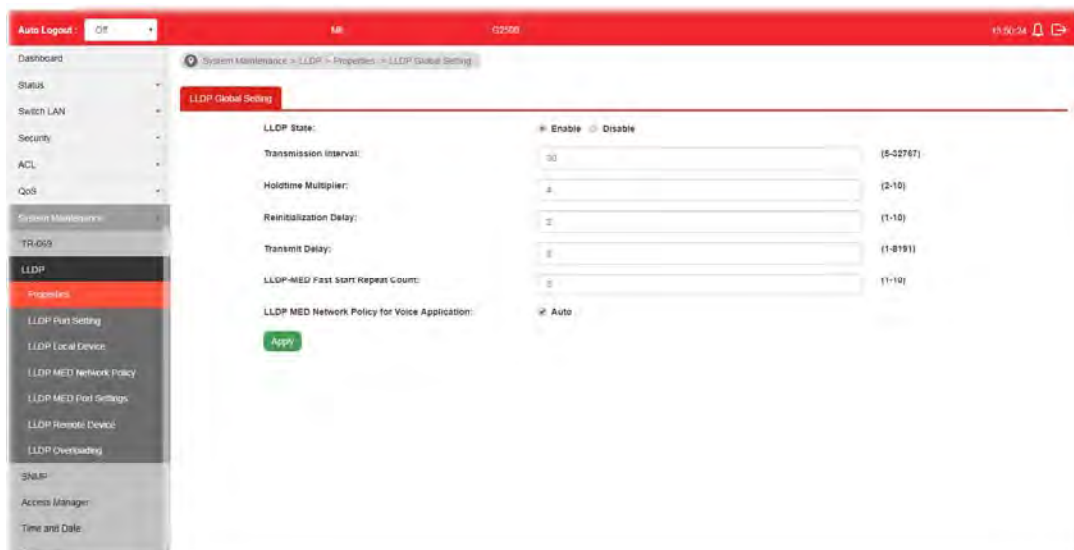 Auto Logout : Off G2500 15:50:24
Dashboard
System Maintenance > LLDP > Properties > LLDP Global Setting
Status
LLDP Global Setting
Switch LAN
Security
ACL
QoS
System Maintenance
TR-069
LLDP
Properties
LLDP Port Setting
LLDP Local Device
LLDP MED Network Policy
LLDP MED Port Settings
LLDP Remote Device
LLDP Overloading
SNMP
Access Manager
Time and Date
LLDP State: Enable Disable
Transmission Interval: 30 (5-32767)
Holdtime Multiplier: 4 (2-10)
Reinitialization Delay: 2 (1-10)
Transmit Delay: (1-8191)
LLDP-MED Fast Start Repeat Count: (1-10)
LLDP MED Network Policy for Voice Application: Auto
Apply